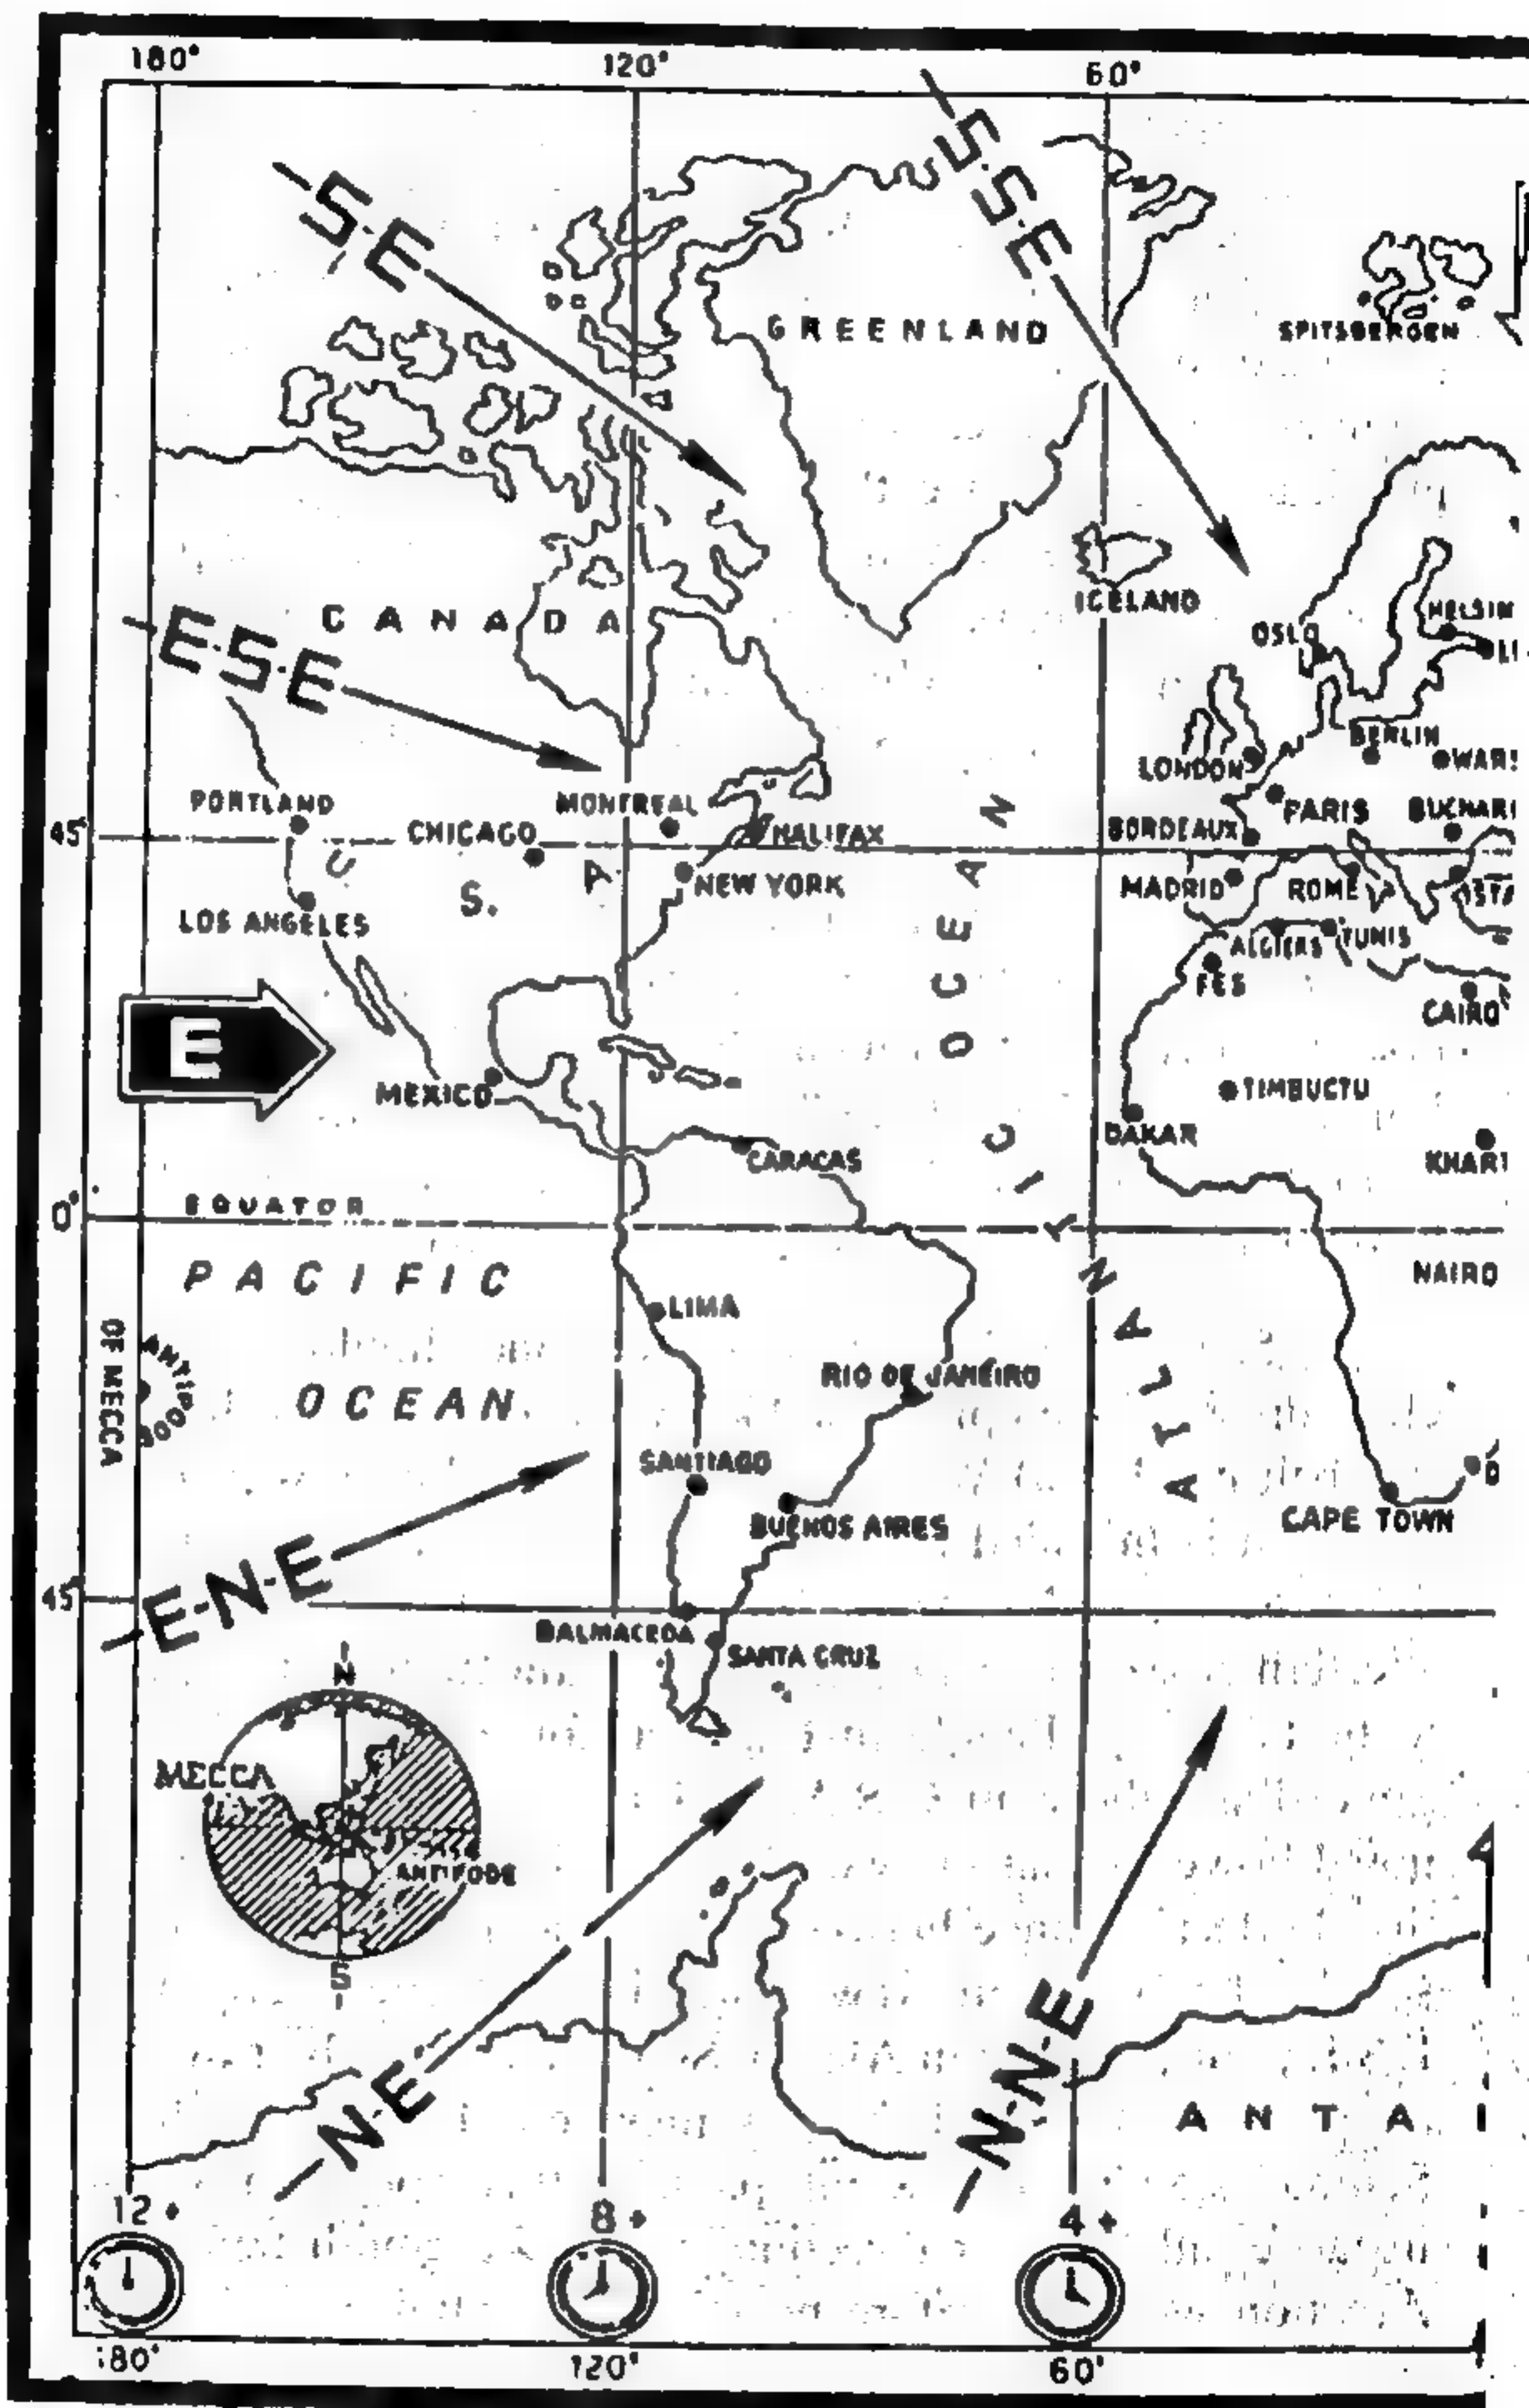 180° 120° 60°
S·S·E
S·E
GREENLAND
SPITSBERGEN
CANADA
ICELAND
E·S·E
OSLO
LONDON
BERLIN
PORTLAND
MONTREAL
PARIS
45°
CHICAGO
HALIFAX
BORDEAUX
U. S. A.
NEW YORK
MADRID
ROME
LOS ANGELES
ALGIERS
TUNIS
FES
CAIRO
E
MEXICO
TIMBUCTU
DAKAR
CARACAS
0°
EQUATOR
ATLANTIC OCEAN
PACIFIC
OCEAN
LIMA
ANTIPODE
OF MECCA
RIO DE JANEIRO
SANTIAGO
BUENOS AIRES
CAPE TOWN
E-N-E
45°
BALMACEDA
SANTA CRUZ
N
MECCA
ANTIPODE
S
N-E
N-N-E
ANTA
12+ 8+ 4+
180° 120° 60°